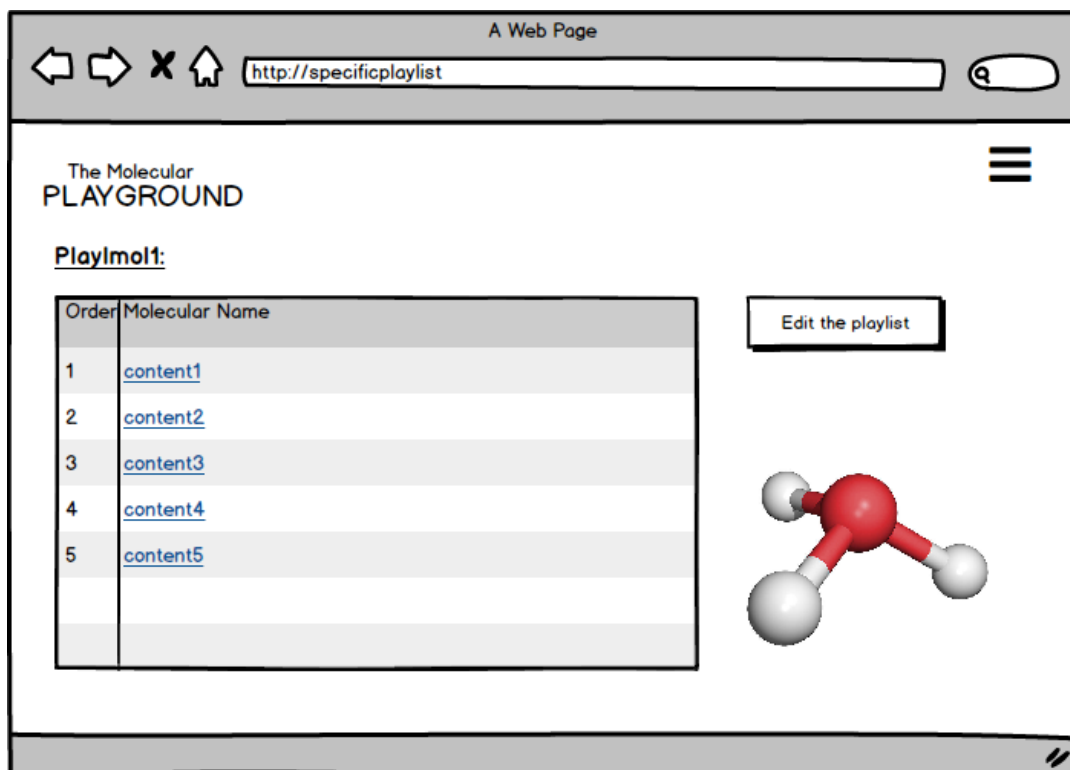 A Web Page
http://specificplaylist
The Molecular
PLAYGROUND
Playlmol1:
Order Molecular Name
1 content1
2 content2
3 content3
4 content4
5 content5
Edit the playlist